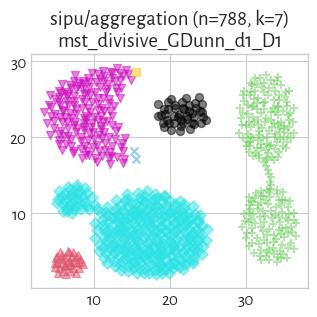 sipu/aggregation (n=788, k=7)
mst_divisive_GDunn_d1_D1
30
20
10
10 20 30